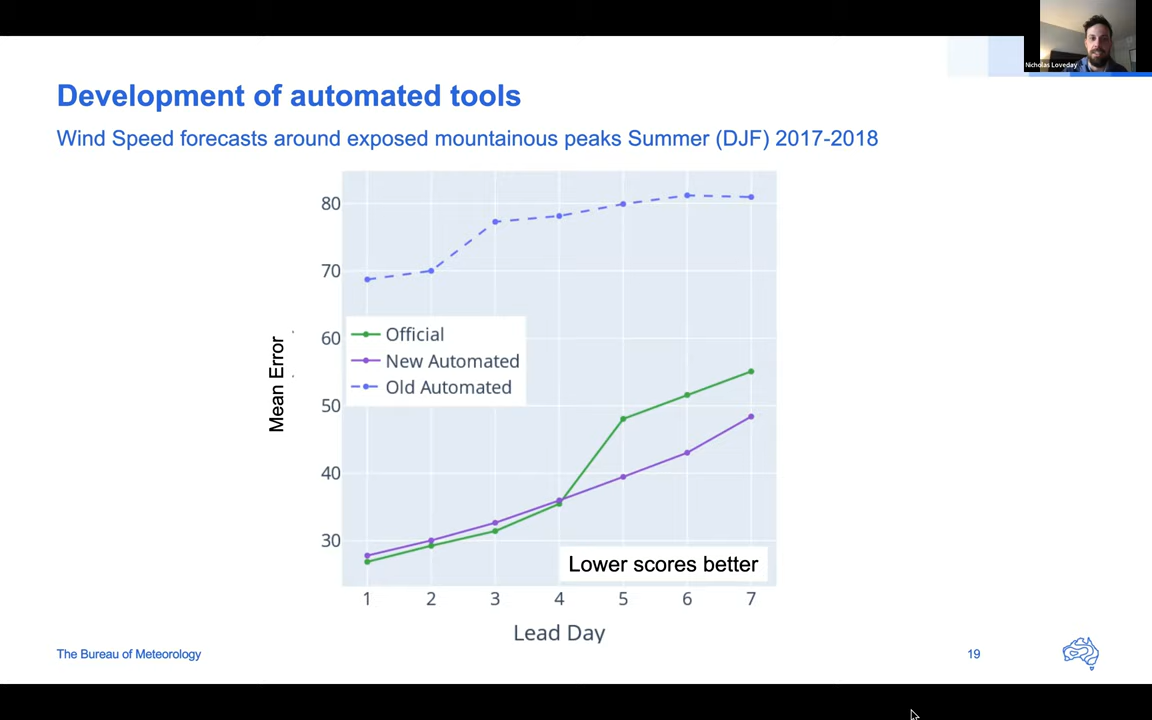 Nicholas Loveday
Development of automated tools
Wind Speed forecasts around exposed mountainous peaks Summer (DJF) 2017-2018
80
70
60
50
40
30
Mean Error
Official
New Automated
Old Automated
Lower scores better
1 2 3 4 5 6 7
Lead Day
The Bureau of Meteorology
19